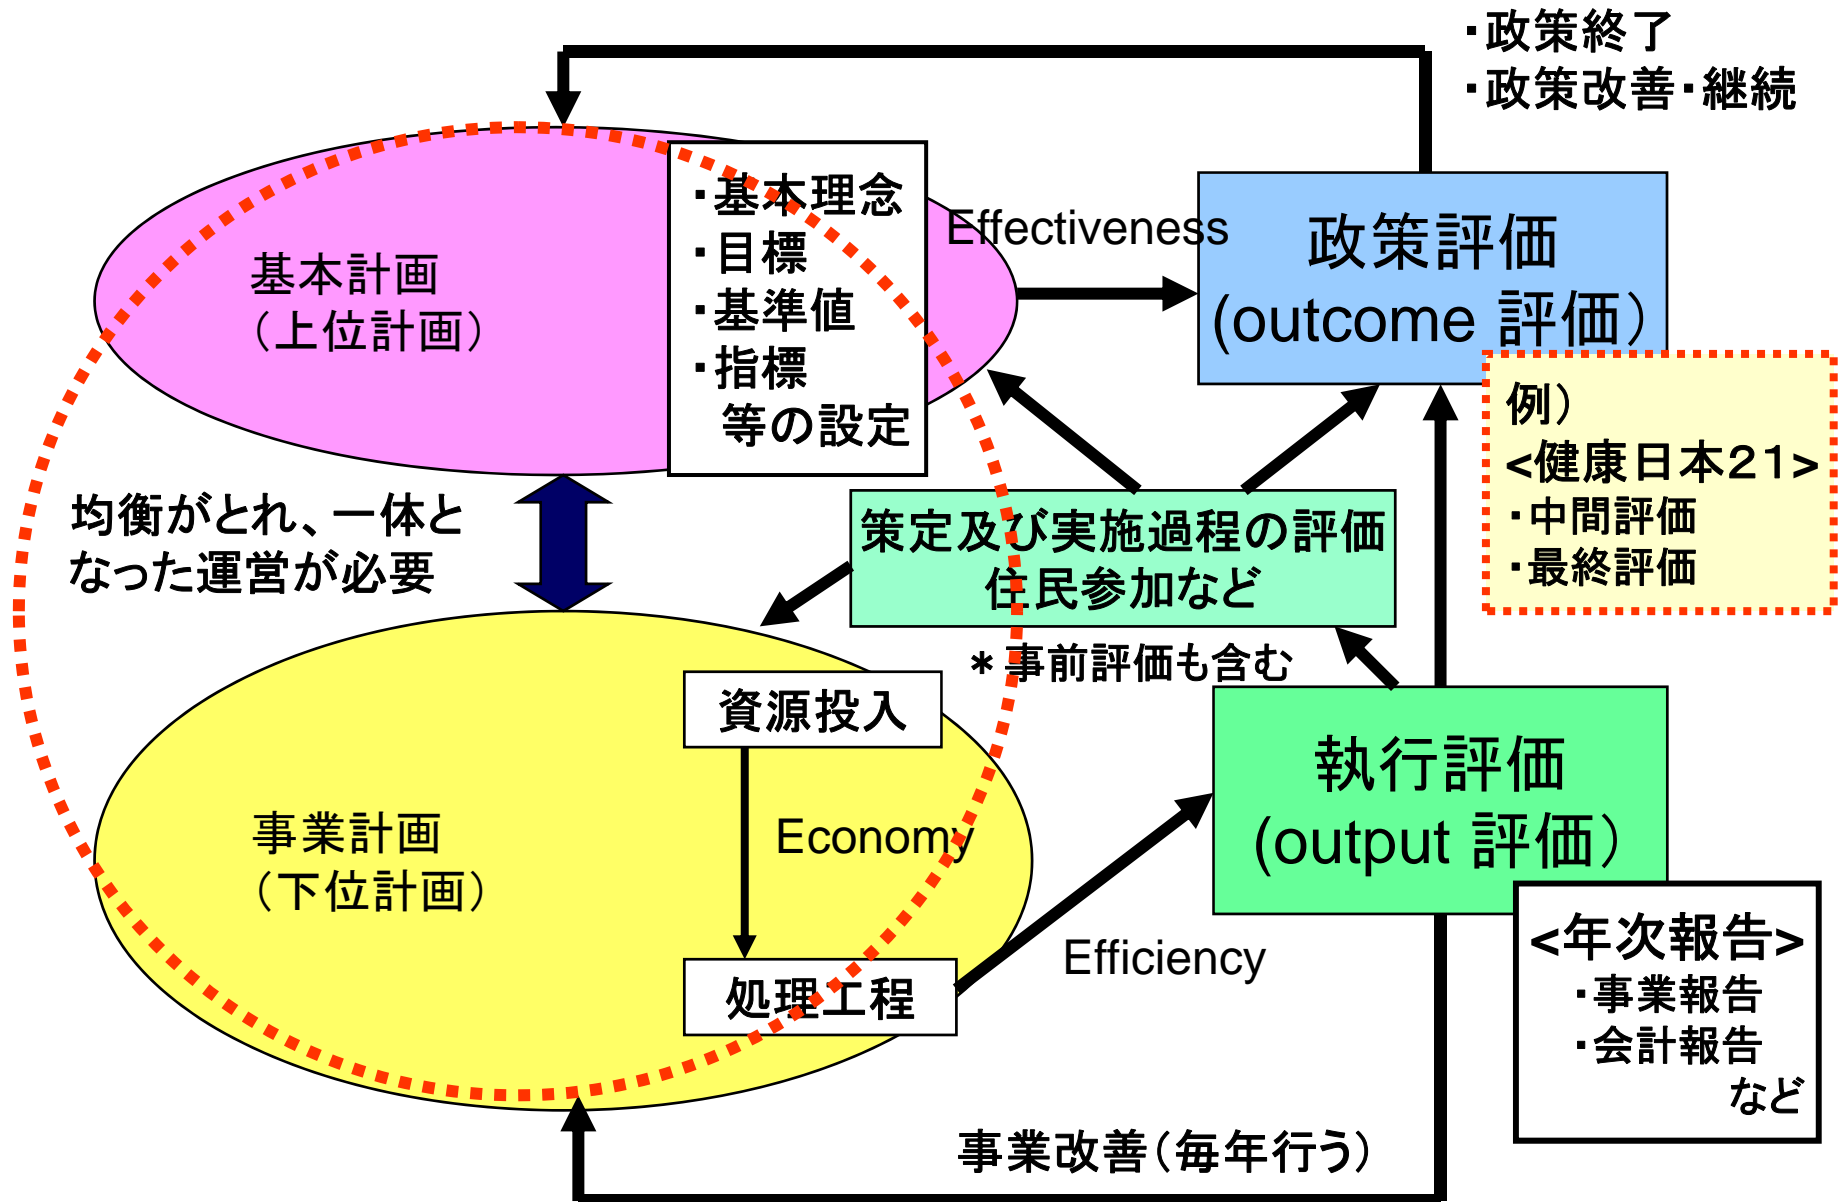 ・政策終了
・政策改善・継続
・基本理念
・目標
・基準値
・指標
等の設定
基本計画
（上位計画）
Effectiveness
政策評価
(outcome 評価）
例）
<健康日本２１>
・中間評価
・最終評価
均衡がとれ、一体と
なった運営が必要
策定及び実施過程の評価
住民参加など
＊事前評価も含む
資源投入
Economy
処理工程
事業計画
（下位計画）
Efficiency
執行評価
(output 評価）
<年次報告>
・事業報告
・会計報告
など
事業改善（毎年行う）